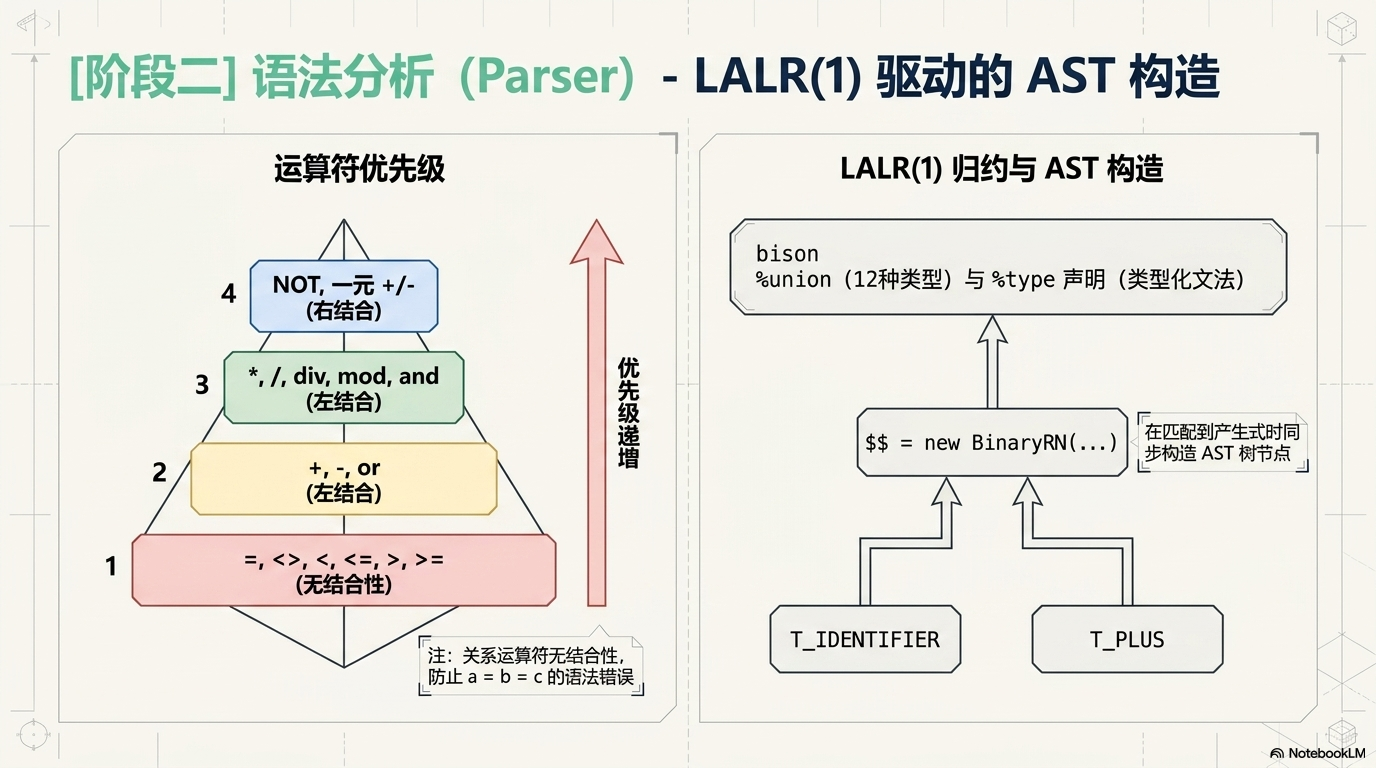 [阶段二] 语法分析（Parser）- LALR(1) 驱动的 AST 构造
运算符优先级
4
NOT, 一元 +/-
(右结合)
3
*, /, div, mod, and
(左结合)
2
+, -, or
(左结合)
1
=, <>, <, <=, >, >=
(无结合性)
优先级递增
注：关系运算符无结合性，
防止 a = b = c 的语法错误
LALR(1) 归约与 AST 构造
bison
%union（12种类型）与 %type 声明（类型化文法）
$$ = new BinaryRN(...)
在匹配到产生式时同
步构造 AST 树节点
T_IDENTIFIER
T_PLUS
NotebookLM